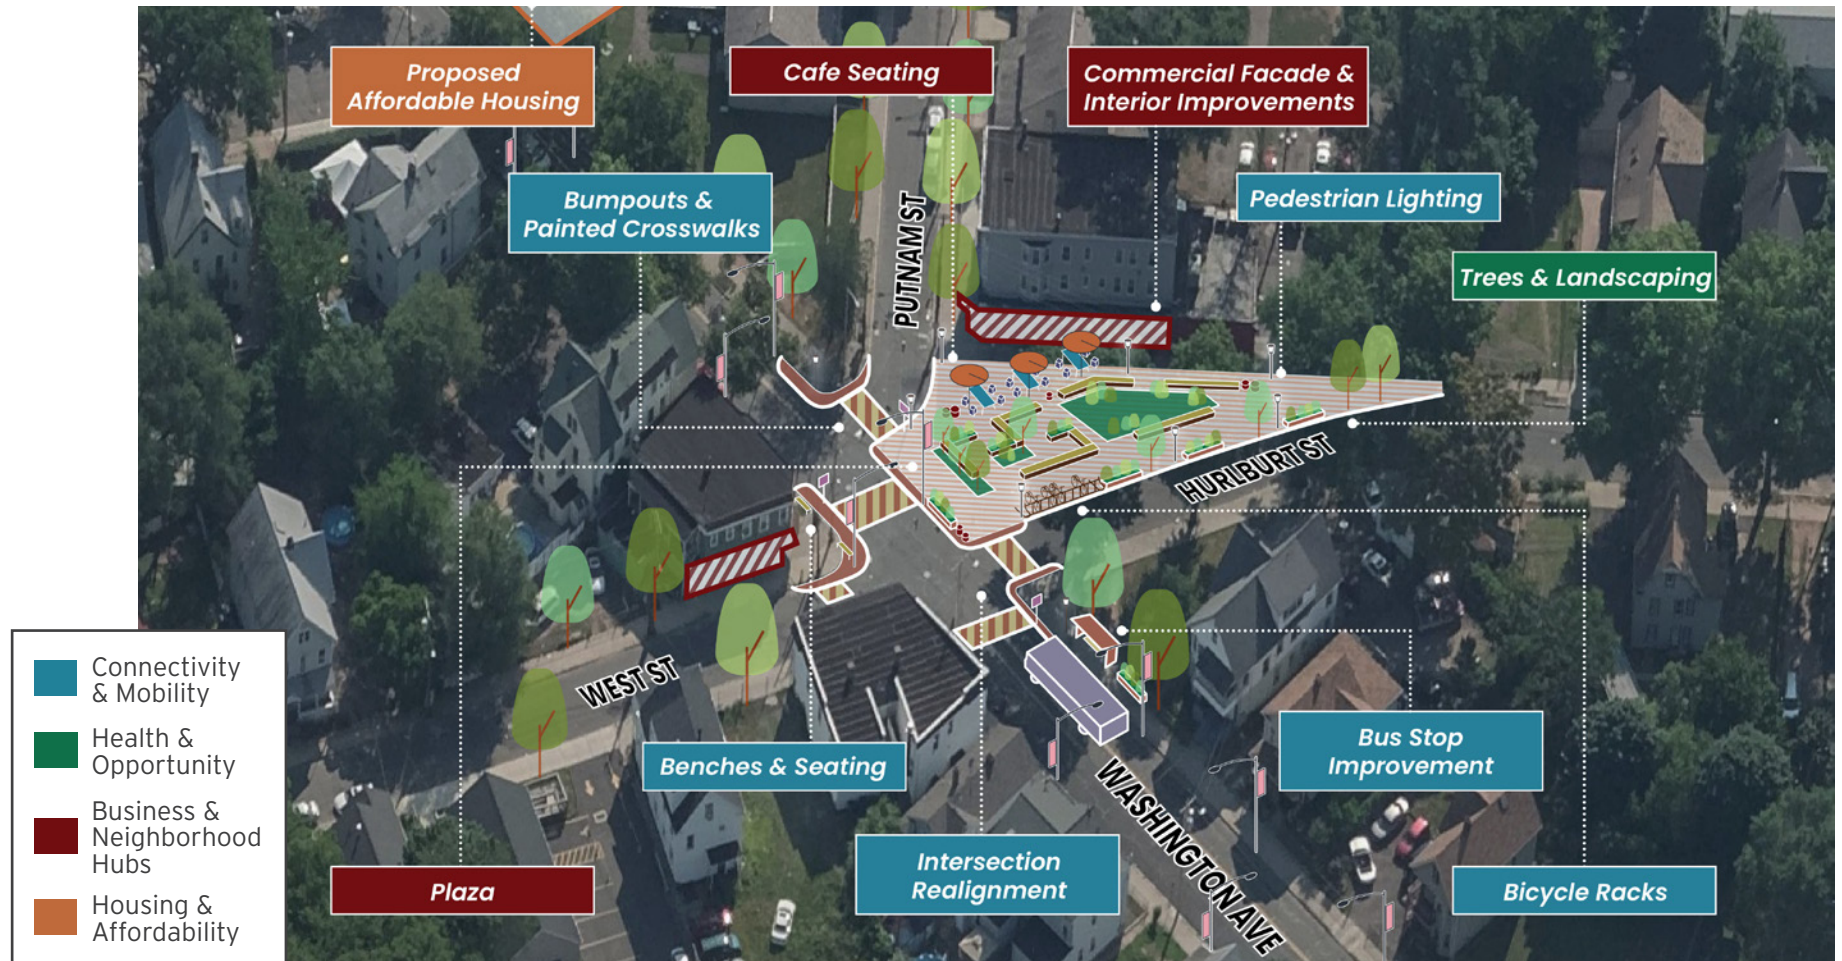 Proposed
Affordable Housing
Cafe Seating
Commercial Facade &
Interior Improvements
Bumpouts &
Painted Crosswalks
Pedestrian Lighting
PUTNAM ST
Trees & Landscaping
HURLBURT ST
WEST ST
Benches & Seating
Bus Stop
Improvement
WASHINGTON AVE
Intersection
Realignment
Plaza
Bicycle Racks
Connectivity
& Mobility
Health &
Opportunity
Business &
Neighborhood
Hubs
Housing &
Affordability